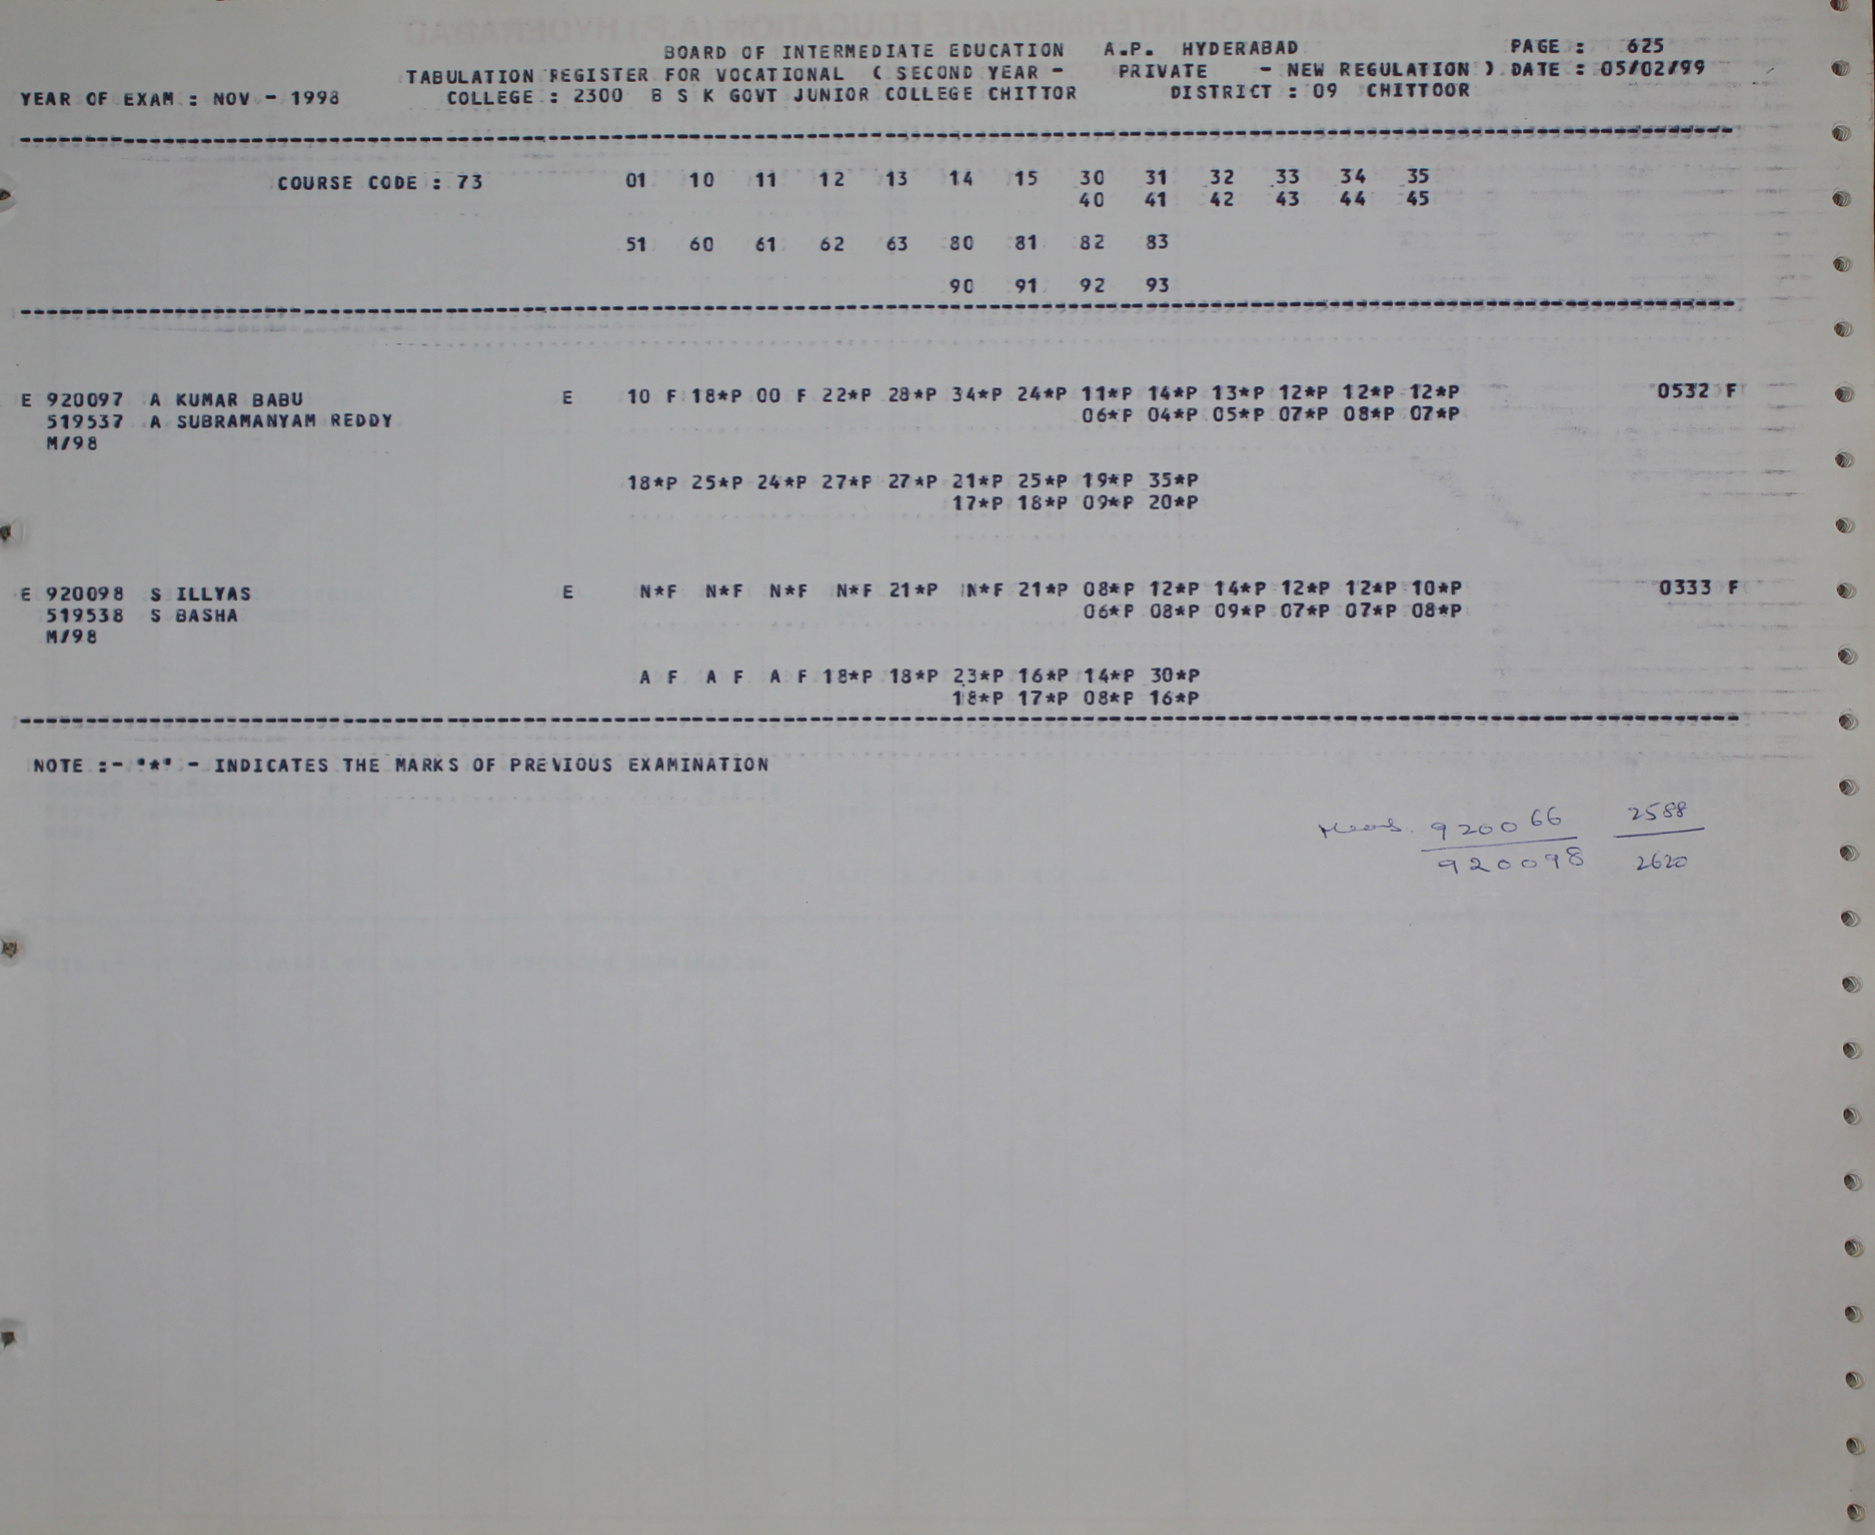 BOARD OF INTERMEDIATE EDUCATION A.P. HYDERABAD PAGE : 625
TABULATION REGISTER FOR VOCATIONAL ( SECOND YEAR - PRIVATE - NEW REGULATION ) DATE : 05/02/99
YEAR OF EXAM : NOV - 1998 COLLEGE : 2300 B S K GOVT JUNIOR COLLEGE CHITTOR DISTRICT : 09 CHITTOOR
COURSE CODE : 73 01 10 11 12 13 14 15 30 31 32 33 34 35
40 41 42 43 44 45
51 60 61 62 63 80 81 82 83
90 91 92 93
E 920097 A KUMAR BABU E 10 F 18*P 00 F 22*P 28*P 34*P 24*P 11*P 14*P 13*P 12*P 12*P 12*P 0532 F
519537 A SUBRAMANYAM REDDY 06*P 04*P 05*P 07*P 08*P 07*P
M/98
18*P 25*P 24*P 27*P 27*P 21*P 25*P 19*P 35*P
17*P 18*P 09*P 20*P
E 920098 S ILLYAS E N*F N*F N*F N*F 21*P N*F 21*P 08*P 12*P 14*P 12*P 12*P 10*P 0333 F
519538 S BASHA 06*P 08*P 09*P 07*P 07*P 08*P
M/98
A F A F A F 18*P 18*P 23*P 16*P 14*P 30*P
18*P 17*P 08*P 16*P
NOTE :- '*' - INDICATES THE MARKS OF PREVIOUS EXAMINATION
920066 2588
920098 2620